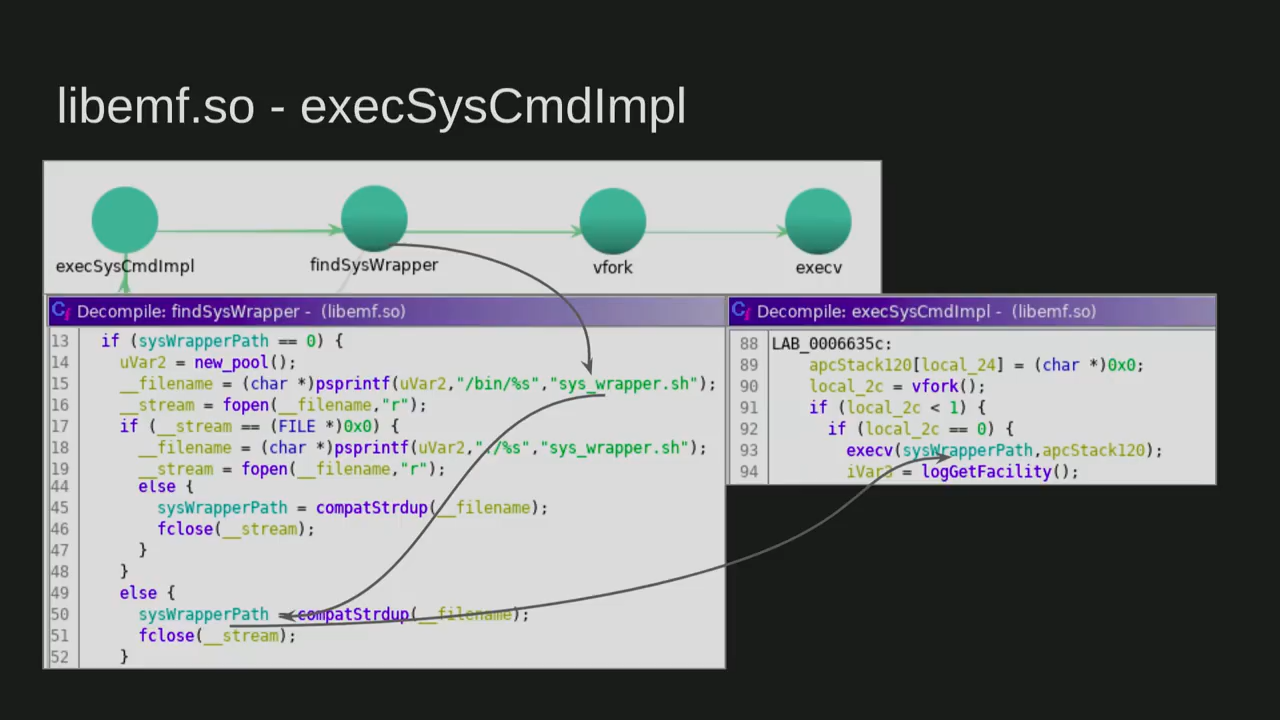 libemf.so - execSysCmdImpl
execSysCmdImpl
findSysWrapper
vfork
execv
Decompile: findSysWrapper - (libemf.so)
13 if (sysWrapperPath == 0) {
14 uVar2 = new_pool();
15 __filename = (char *)psprintf(uVar2,"/bin/%s","sys_wrapper.sh");
16 __stream = fopen(__filename,"r");
17 if (__stream == (FILE *)0x0) {
18 __filename = (char *)psprintf(uVar2,"./%s","sys_wrapper.sh");
19 __stream = fopen(__filename,"r");
44 else {
45 sysWrapperPath = compatStrdup(__filename);
46 fclose(__stream);
47 }
48 }
49 else {
50 sysWrapperPath = compatStrdup(__filename);
51 fclose(__stream);
52 }
Decompile: execSysCmdImpl - (libemf.so)
88 LAB_0006635c:
89 apcStack120[local_24] = (char *)0x0;
90 local_2c = vfork();
91 if (local_2c < 1) {
92 if (local_2c == 0) {
93 execv(sysWrapperPath,apcStack120);
94 iVar3 = logGetFacility();